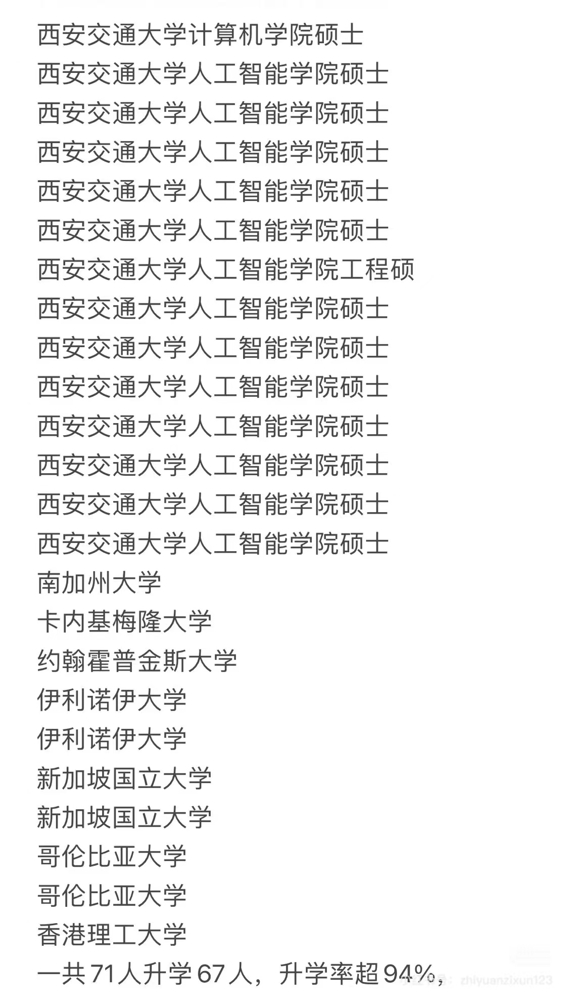 西安交通大学计算机学院硕士
西安交通大学人工智能学院硕士
西安交通大学人工智能学院硕士
西安交通大学人工智能学院硕士
西安交通大学人工智能学院硕士
西安交通大学人工智能学院硕士
西安交通大学人工智能学院工程硕
西安交通大学人工智能学院硕士
西安交通大学人工智能学院硕士
西安交通大学人工智能学院硕士
西安交通大学人工智能学院硕士
西安交通大学人工智能学院硕士
西安交通大学人工智能学院硕士
西安交通大学人工智能学院硕士
南加州大学
卡内基梅隆大学
约翰霍普金斯大学
伊利诺伊大学
伊利诺伊大学
新加坡国立大学
新加坡国立大学
哥伦比亚大学
哥伦比亚大学
香港理工大学
一共71人升学67人，升学率超94%，
小红书号：zhiyuanzixun123